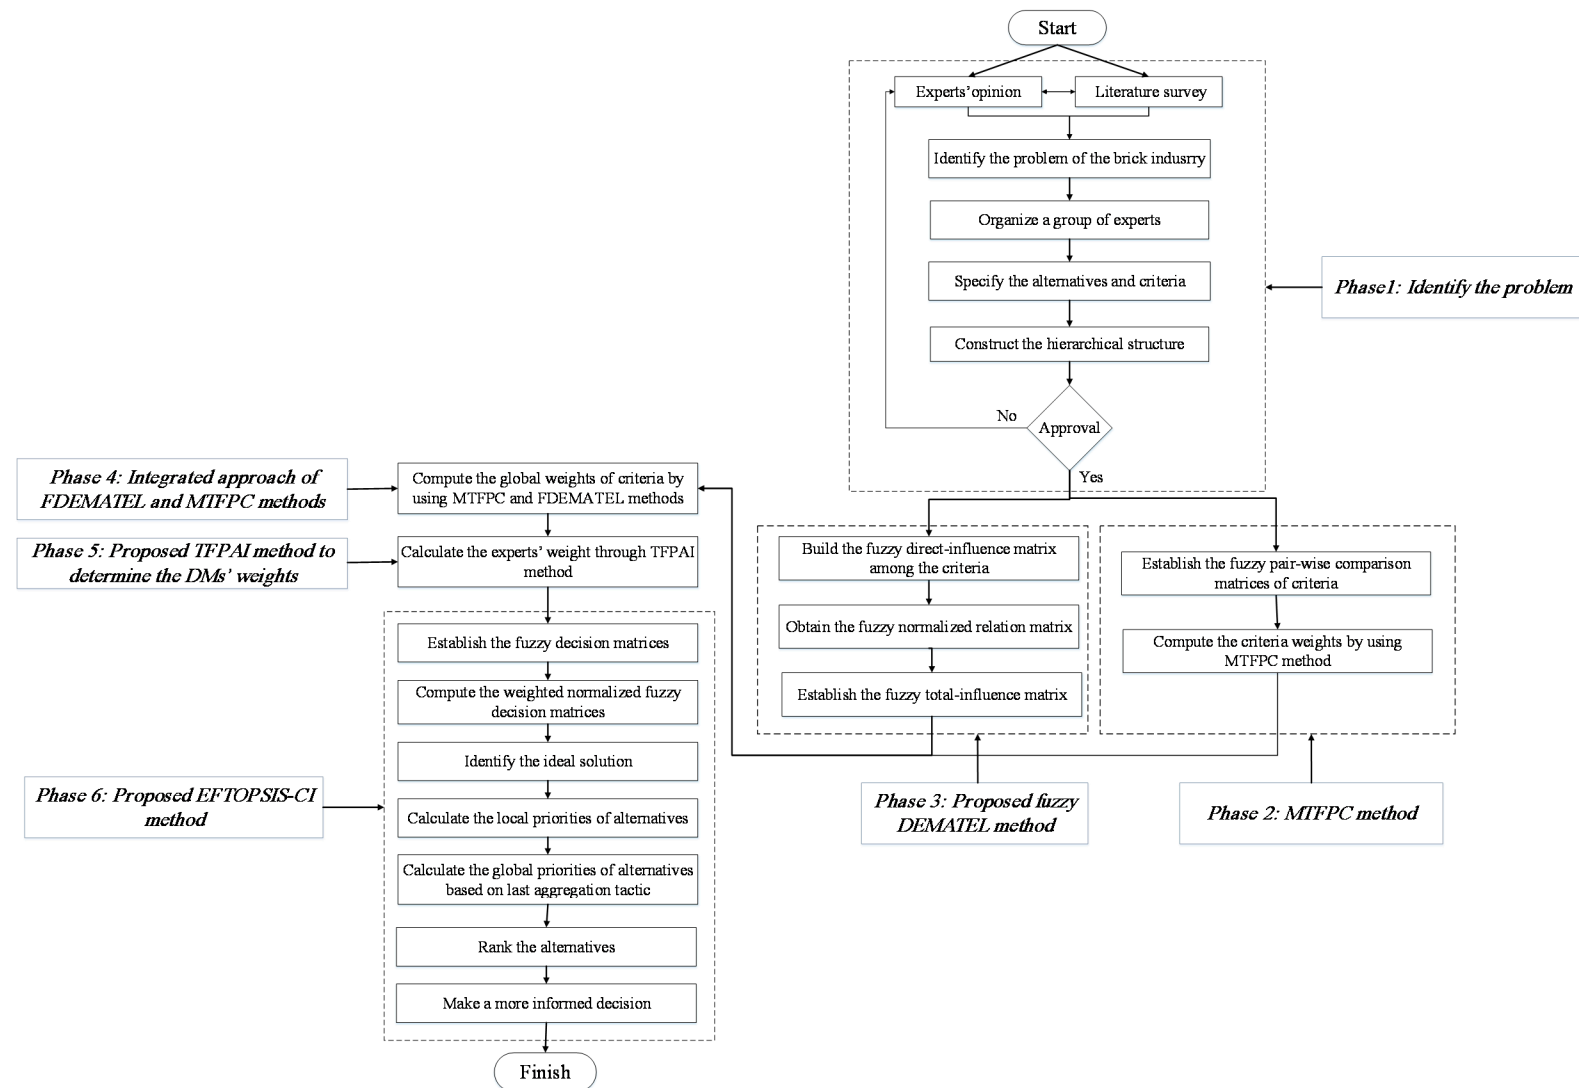 Start
Experts' opinion
Literature survey
Identify the problem of the brick indusrry
Organize a group of experts
Specify the alternatives and criteria
Construct the hierarchical structure
No
Approval
Yes
Phase1: Identify the problem
Build the fuzzy direct-influence matrix
among the criteria
Obtain the fuzzy normalized relation matrix
Establish the fuzzy total-influence matrix
Phase 3: Proposed fuzzy
DEMATEL method
Establish the fuzzy pair-wise comparison
matrices of criteria
Compute the criteria weights by using
MTFPC method
Phase 2: MTFPC method
Phase 4: Integrated approach of
FDEMATEL and MTFPC methods
Compute the global weights of criteria by
using MTFPC and FDEMATEL methods
Phase 5: Proposed TFPAI method to
determine the DMs' weights
Calculate the experts' weight through TFPAI
method
Establish the fuzzy decision matrices
Compute the weighted normalized fuzzy
decision matrices
Identify the ideal solution
Phase 6: Proposed EFTOPSIS-CI
method
Calculate the local priorities of alternatives
Calculate the global priorities of alternatives
based on last aggregation tactic
Rank the alternatives
Make a more informed decision
Finish